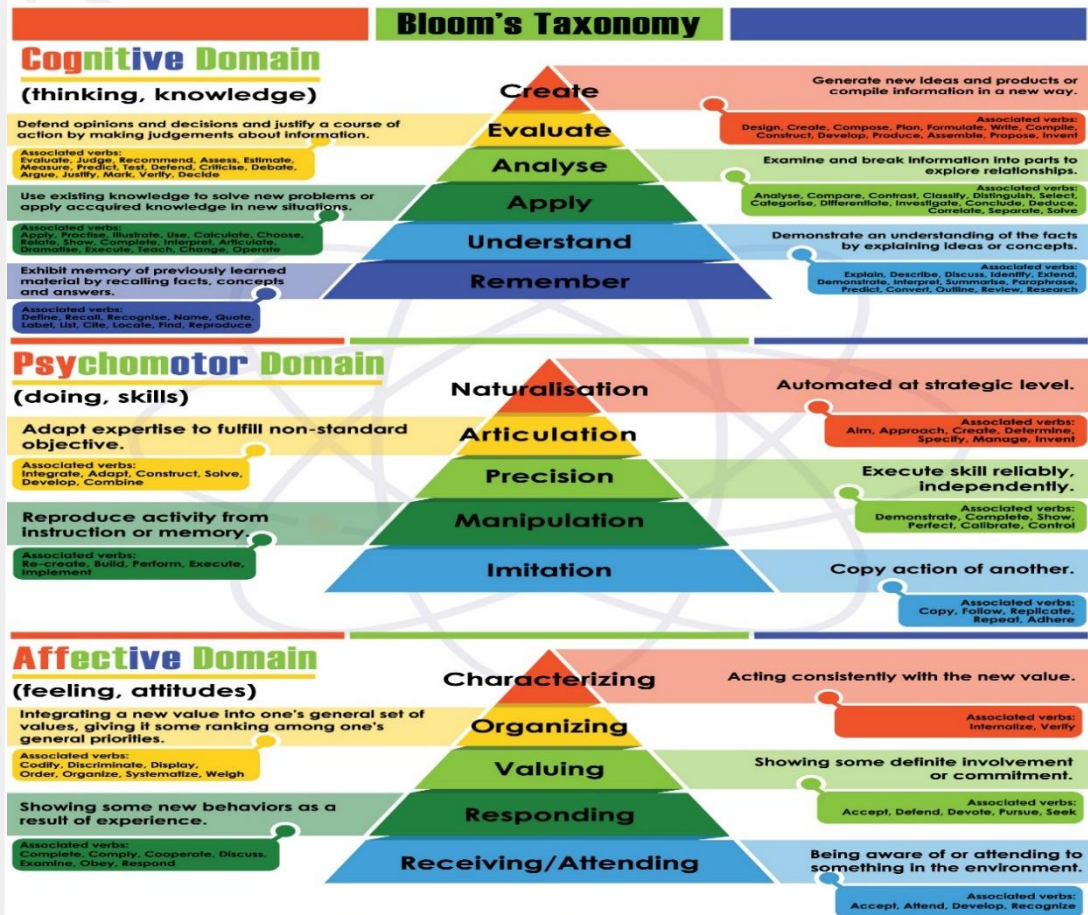 Bloom's Taxonomy
Cognitive Domain
(thinking, knowledge)
Create
Generate new ideas and products or
compile information in a new way.
Associated verbs:
Design, Create, Compose, Plan, Formulate, Write, Compile,
Construct, Develop, Produce, Assemble, Propose, Invent
Defend opinions and decisions and justify a course of
action by making judgements about information.
Associated verbs:
Evaluate, Judge, Recommend, Assess, Estimate,
Measure, Predict, Test, Defend, Criticise, Debate,
Argue, Justify, Mark, Verify, Decide
Evaluate
Analyse
Examine and break information into parts to
explore relationships.
Associated verbs:
Analyse, Compare, Contrast, Classify, Distinguish, Select,
Categorise, Differentiate, Investigate, Conclude, Deduce,
Correlate, Separate, Solve
Use existing knowledge to solve new problems or
apply accquired knowledge in new situations.
Associated verbs:
Apply, Practise, Illustrate, Use, Calculate, Choose,
Relate, Show, Complete, Interpret, Articulate,
Dramatise, Execute, Teach, Change, Operate
Apply
Understand
Demonstrate an understanding of the facts
by explaining ideas or concepts.
Associated verbs:
Explain, Describe, Discuss, Identify, Extend,
Demonstrate, Interpret, Summarise, Paraphrase,
Predict, Convert, Outline, Review, Research
Exhibit memory of previously learned
material by recalling facts, concepts
and answers.
Associated verbs:
Define, Recall, Recognise, Name, Quote,
Label, List, Cite, Locate, Find, Reproduce
Remember
Psychomotor Domain
(doing, skills)
Naturalisation
Automated at strategic level.
Associated verbs:
Aim, Approach, Create, Determine,
Specify, Manage, Invent
Adapt expertise to fulfill non-standard
objective.
Associated verbs:
Integrate, Adapt, Construct, Solve,
Develop, Combine
Articulation
Precision
Execute skill reliably,
independently.
Associated verbs:
Demonstrate, Complete, Show,
Perfect, Calibrate, Control
Reproduce activity from
instruction or memory.
Associated verbs:
Re-create, Build, Perform, Execute,
Implement
Manipulation
Imitation
Copy action of another.
Associated verbs:
Copy, Follow, Replicate,
Repeat, Adhere
Affective Domain
(feeling, attitudes)
Characterizing
Acting consistently with the new value.
Associated verbs:
Internalize, Verify
Integrating a new value into one's general set of
values, giving it some ranking among one's
general priorities.
Associated verbs:
Codify, Discriminate, Display,
Order, Organize, Systematize, Weigh
Organizing
Valuing
Showing some definite involvement
or commitment.
Associated verbs:
Accept, Defend, Devote, Pursue, Seek
Showing some new behaviors as a
result of experience.
Associated verbs:
Complete, Comply, Cooperate, Discuss,
Examine, Obey, Respond
Responding
Receiving/Attending
Being aware of or attending to
something in the environment.
Associated verbs:
Accept, Attend, Develop, Recognize